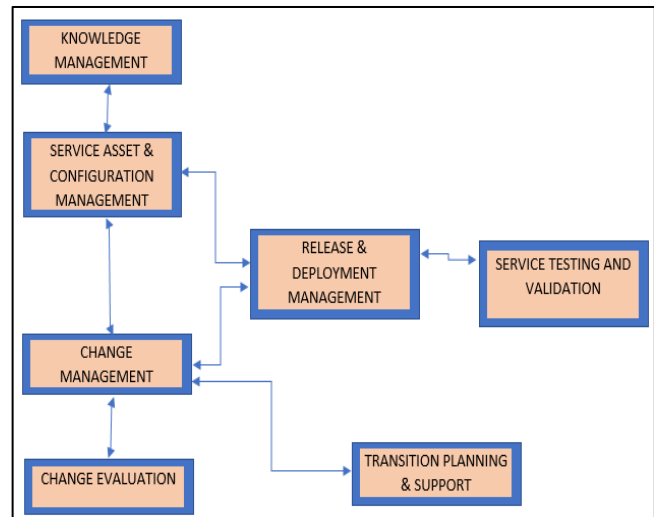 KNOWLEDGE
MANAGEMENT
SERVICE ASSET &
CONFIGURATION
MANAGEMENT
RELEASE &
DEPLOYMENT
MANAGEMENT
SERVICE TESTING AND
VALIDATION
CHANGE
MANAGEMENT
CHANGE EVALUATION
TRANSITION PLANNING
& SUPPORT